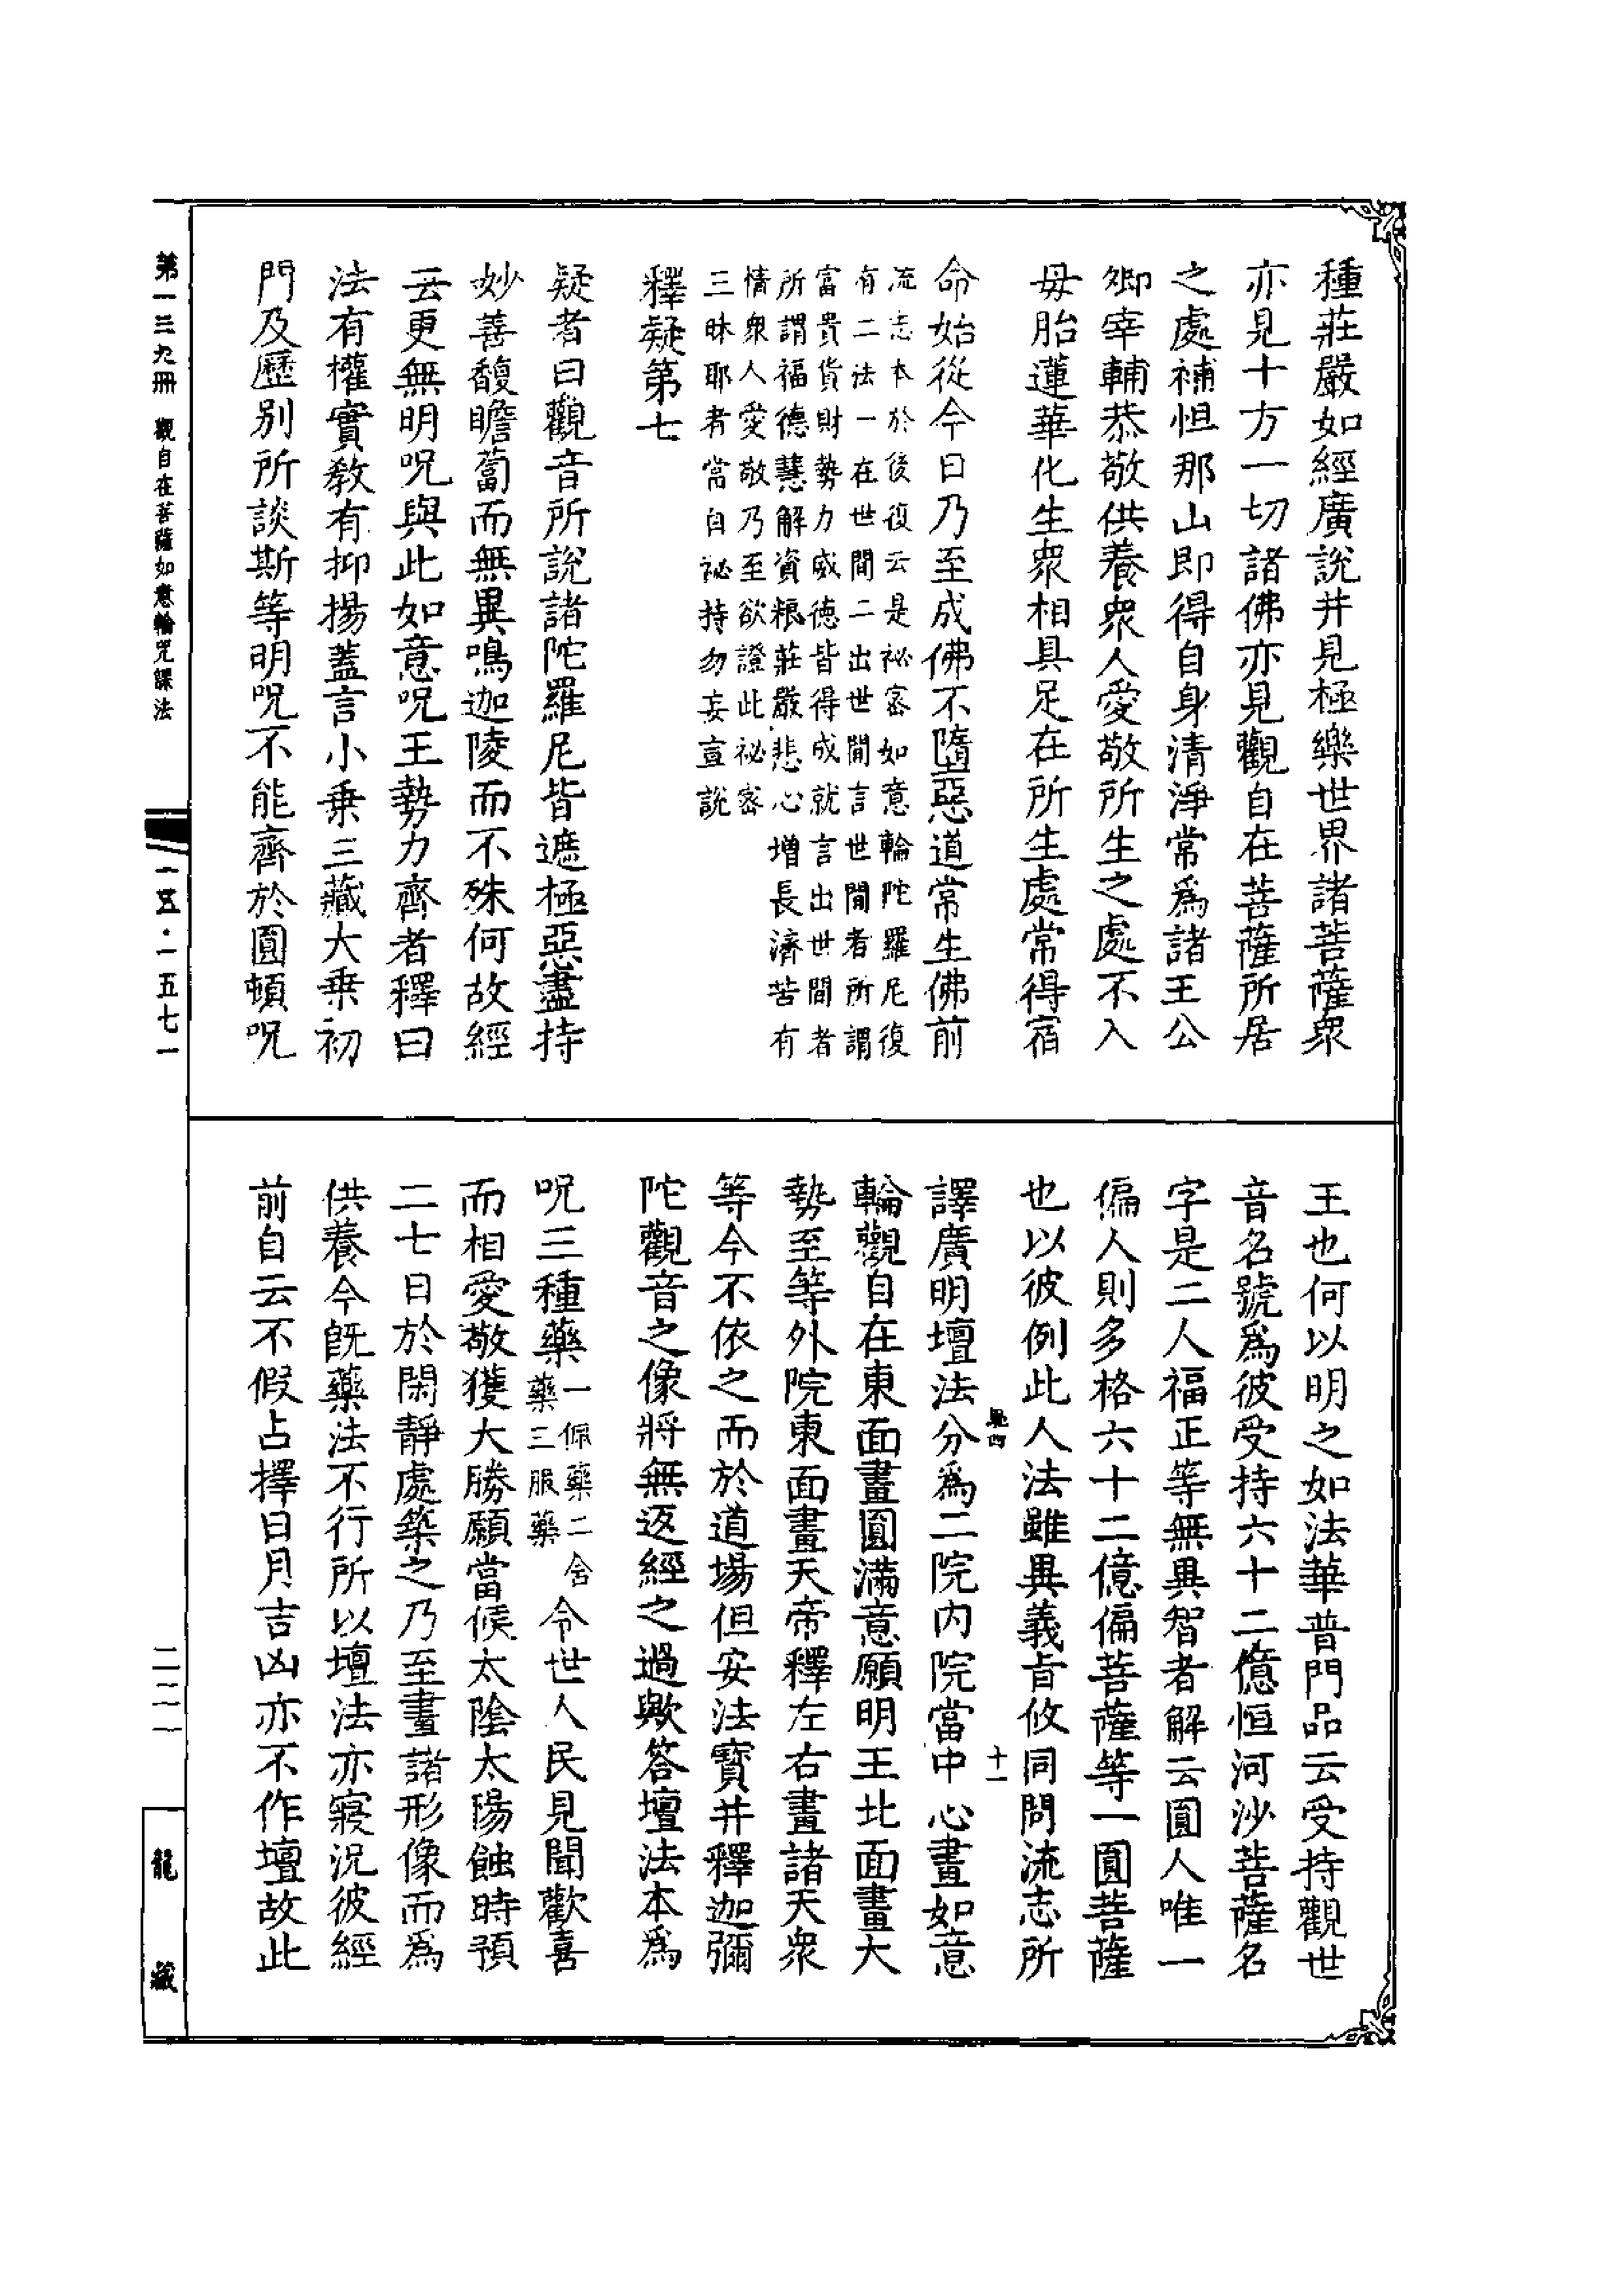 種莊嚴如經廣說并見極樂世界諸菩薩衆
亦見十方一切諸佛亦見觀自在菩薩所居
之處補怛那山即得自身清淨常爲諸王公
卿宰輔恭敬供養衆人愛敬所生之處不入
母胎蓮華化生衆相具足在所生處常得宿
命始從今日乃至成佛不墮惡道常生佛前
流志本於後復云是祕密如意輪陀羅尼復
有二法一在世間二出世間言世間者所謂
富貴貨財勢力威德皆得成就言出世間者
所謂福德慧解資粮莊嚴悲心增長濟苦有
情衆人愛敬乃至欲證此祕密
三昧耶者常自祕持勿妄宣說
釋疑第七
疑者曰觀音所說諸陀羅尼皆遮極惡盡持
妙善馥瞻蔔而無異鳴迦陵而不殊何故經
云更無明呪與此如意呪王勢力齊者釋曰
法有權實教有抑揚蓋言小乗三藏大乗初
門及歷別所談斯等明呪不能齊於圓頓呪
王也何以明之如法華普門品云受持觀世
音名號爲彼受持六十二億恒河沙菩薩名
字是二人福正等無異智者解云圓人唯一
偏人則多格六十二億偏菩薩等一圓菩薩
也以彼例此人法雖異義旨攸同問流志所
十一
譯廣明壇法分爲二院内院當中心畫如意
輪觀自在東面畫圓滿意願明王北面畫大
勢至等外院東面畫天帝釋左右畫諸天衆
等今不依之而於道場但安法寳并釋迦彌
陀觀音之像將無返經之過歟答壇法本爲
呪三種藥一佩藥二含藥三服藥令世人民見聞歡喜
而相愛敬獲大勝願當候太陰太陽蝕時預
二七日於閑靜處築之乃至畫諸形像而爲
供養今旣藥法不行所以壇法亦寢況彼經
前自云不假占擇日月吉凶亦不作壇故此
第一三九冊 觀自在菩薩如意輪咒課法
一五·一五七一
二二一
龍藏